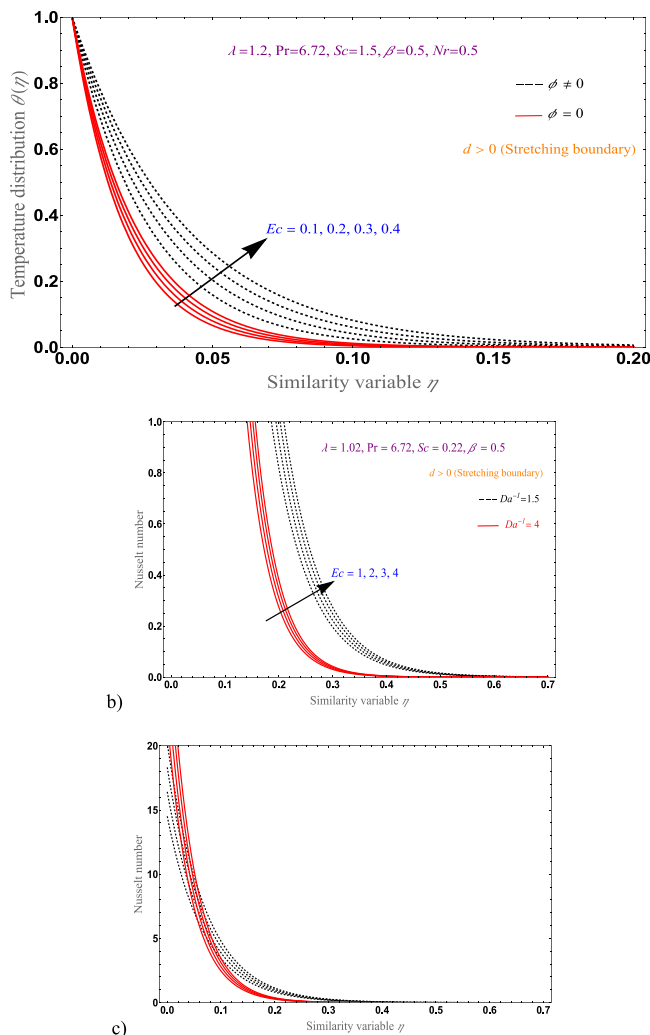 λ=1.2, Pr=6.72, Sc=1.5, β=0.5, Nr=0.5
ϕ ≠ 0
ϕ = 0
d > 0 (Stretching boundary)
Ec = 0.1, 0.2, 0.3, 0.4
Temperature distribution θ(η)
1.0
0.8
0.6
0.4
0.2
0.0
0.00 0.05 0.10 0.15 0.20
Similarity variable η
λ = 1.02, Pr = 6.72, Sc = 0.22, β = 0.5
d > 0 (Stretching boundary)
Da⁻¹=1.5
Da⁻¹= 4
Ec = 1, 2, 3, 4
Nusselt number
1.0
0.8
0.6
0.4
0.2
0.0
0.0 0.1 0.2 0.3 0.4 0.5 0.6 0.7
Similarity variable η
b)
Nusselt number
20
15
10
5
0
0.0 0.1 0.2 0.3 0.4 0.5 0.6 0.7
Similarity variable η
c)